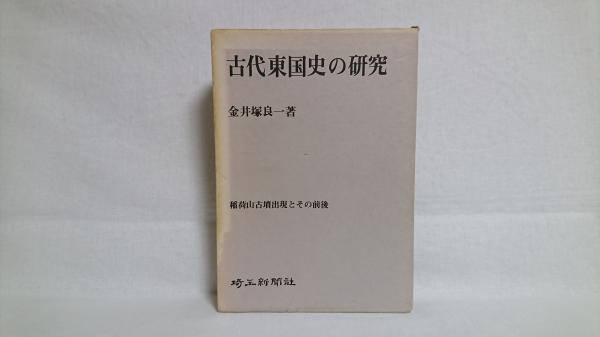 古代東国史の研究
金井塚良一著
稲荷山古墳出現とその前後
埼玉新聞社